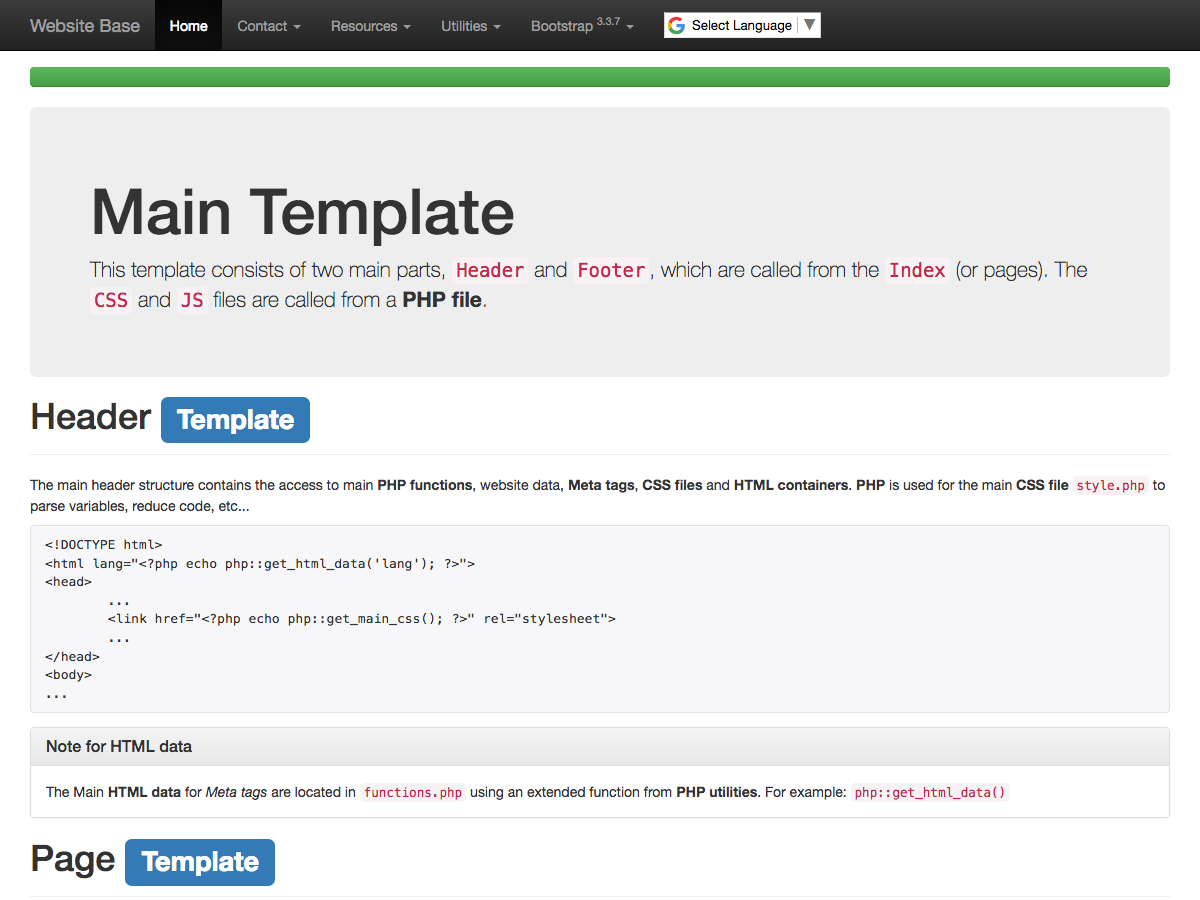 Website Base Home Contact Resources Utilities Bootstrap 3.3.7 Select Language ▼
Main Template
This template consists of two main parts, Header and Footer, which are called from the Index (or pages). The
CSS and JS files are called from a PHP file.
Header Template
The main header structure contains the access to main PHP functions, website data, Meta tags, CSS files and HTML containers. PHP is used for the main CSS file style.php to
parse variables, reduce code, etc...
<!DOCTYPE html>
<html lang="<?php echo php::get_html_data('lang'); ?>">
<head>
...
<link href="<?php echo php::get_main_css(); ?>" rel="stylesheet">
...
</head>
<body>
...
Note for HTML data
The Main HTML data for Meta tags are located in functions.php using an extended function from PHP utilities. For example: php::get_html_data()
Page Template